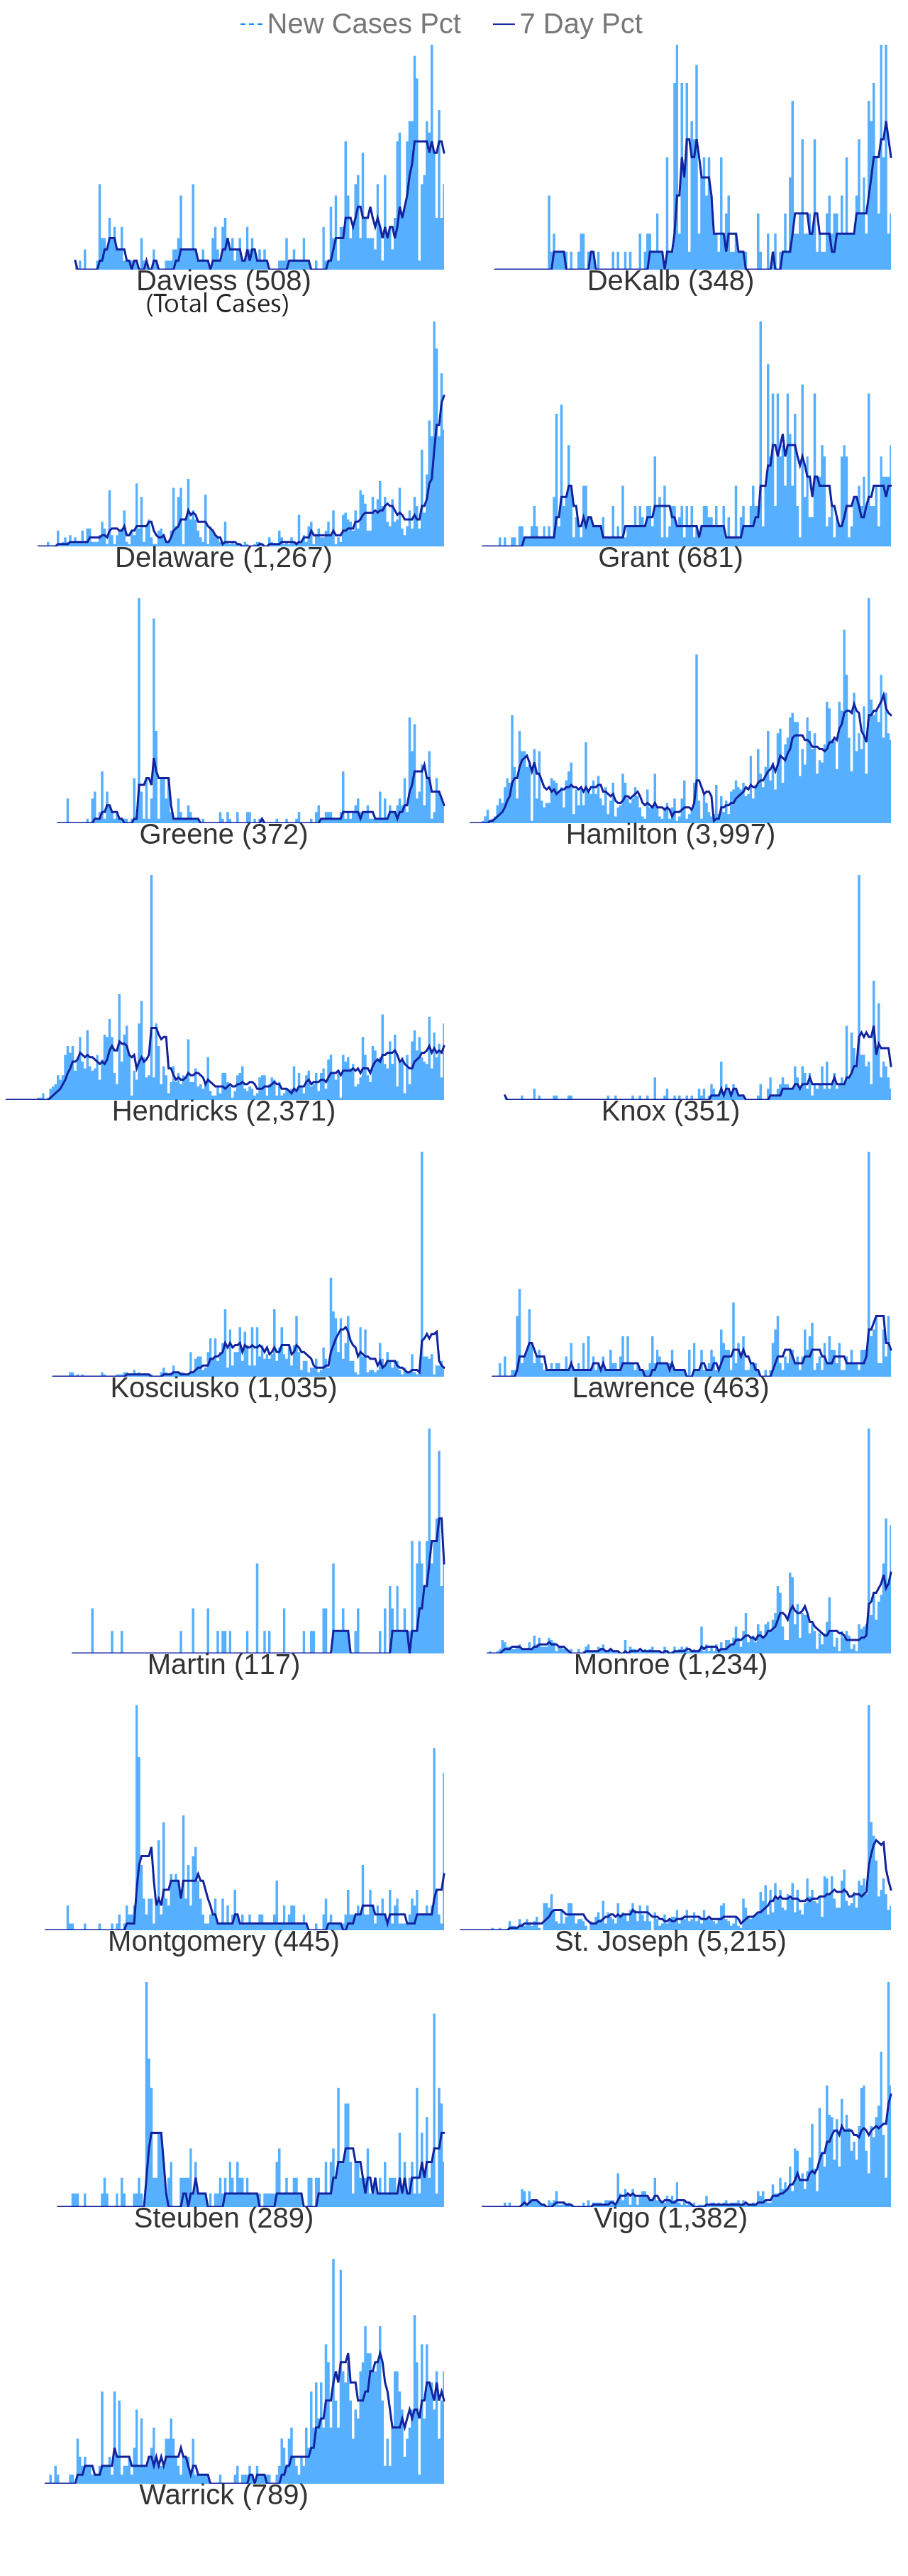 New Cases Pct 7 Day Pct
Daviess (508) DeKalb (348)
(Total Cases)
Delaware (1,267) Grant (681)
Greene (372) Hamilton (3,997)
Hendricks (2,371) Knox (351)
Kosciusko (1,035) Lawrence (463)
Martin (117) Monroe (1,234)
Montgomery (445) St. Joseph (5,215)
Steuben (289) Vigo (1,382)
Warrick (789)